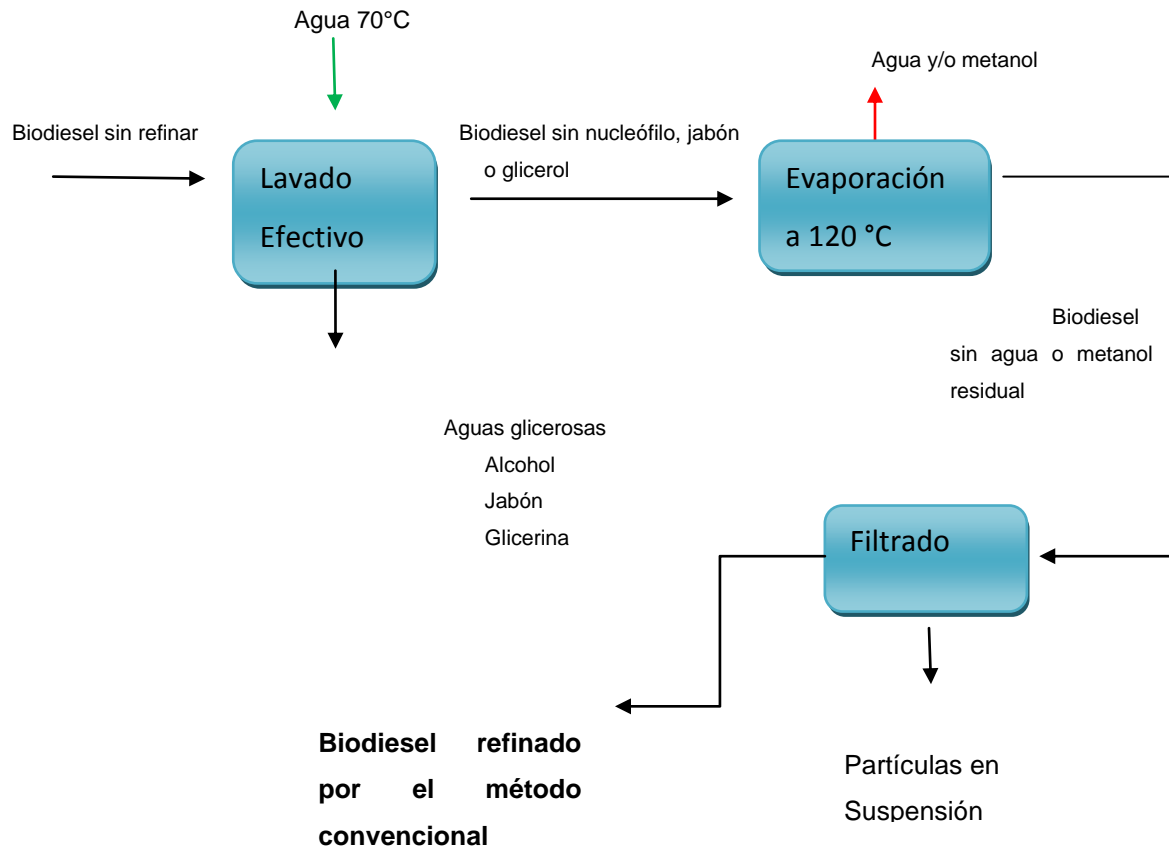 Agua 70°C
Agua y/o metanol
Biodiesel sin refinar
Biodiesel sin nucleófilo, jabón
o glicerol
Lavado
Efectivo
Evaporación
a 120 °C
Biodiesel
sin agua o metanol
residual
Aguas glicerosas
Alcohol
Jabón
Glicerina
Filtrado
Biodiesel refinado
por el método
convencional
Partículas en
Suspensión